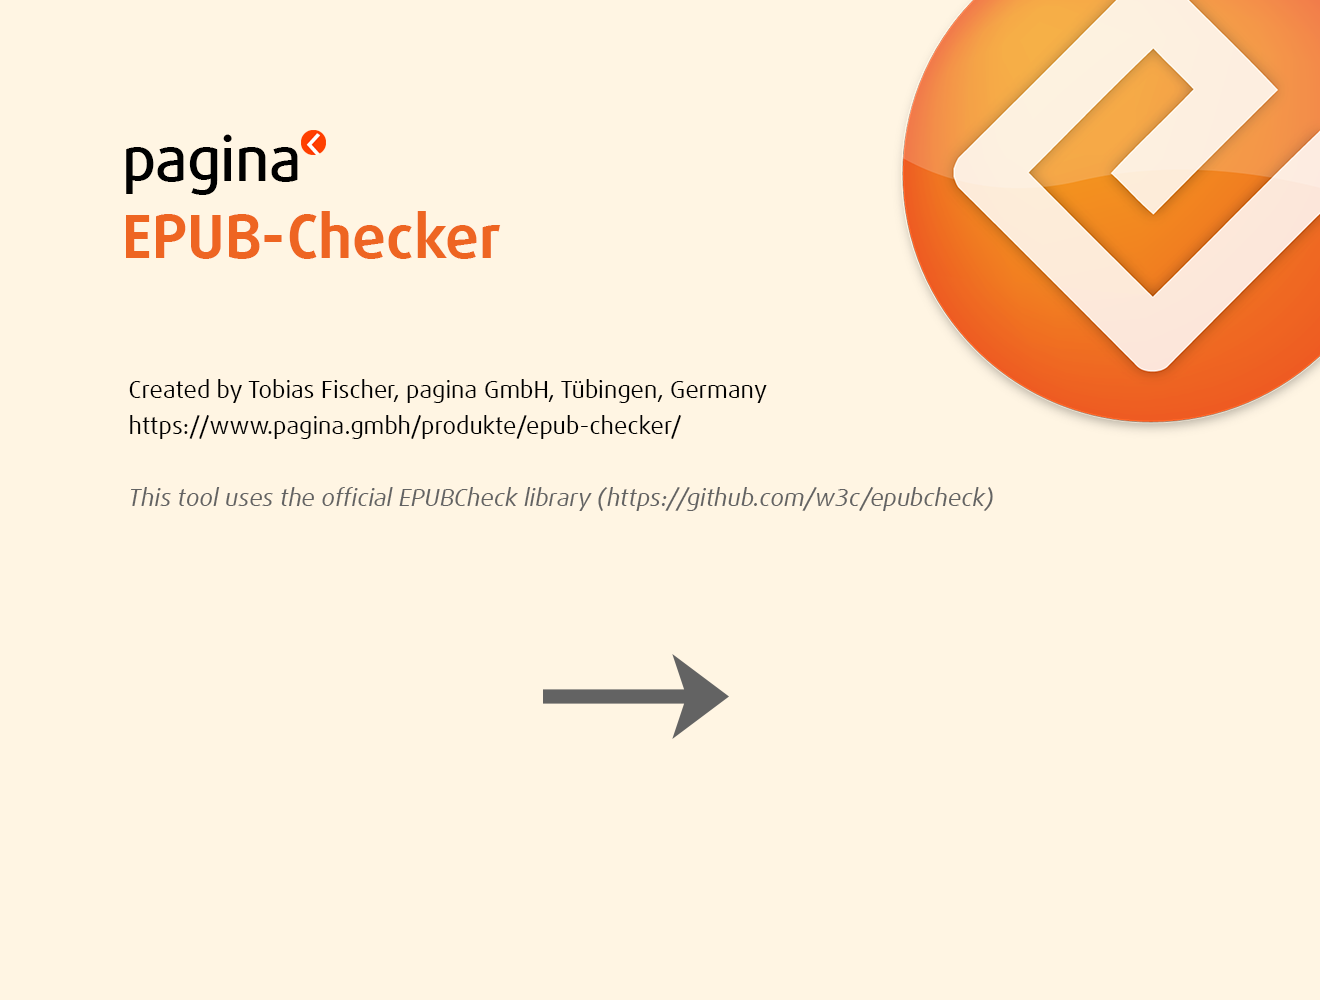 pagina
EPUB-Checker
Created by Tobias Fischer, pagina GmbH, Tübingen, Germany
https://www.pagina.gmbh/produkte/epub-checker/
This tool uses the official EPUBCheck library (https://github.com/w3c/epubcheck)